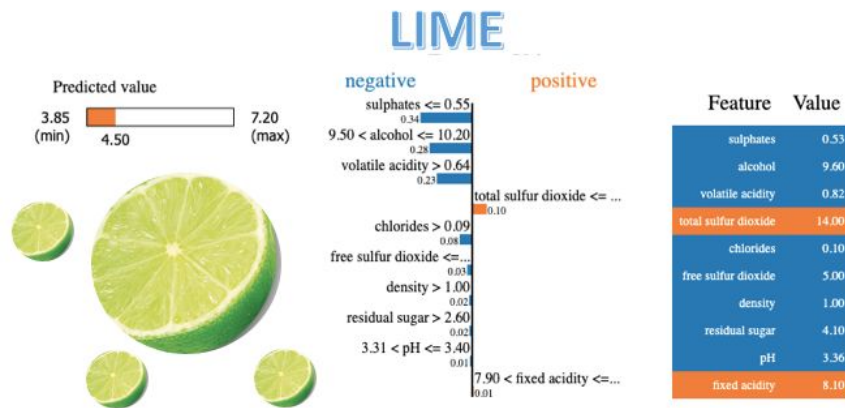 LIME
Predicted value
3.85
(min)
4.50
7.20
(max)
negative
positive
sulphates <= 0.55
0.34
9.50 < alcohol <= 10.20
0.28
volatile acidity > 0.64
0.23
total sulfur dioxide <= ...
0.10
chlorides > 0.09
0.08
free sulfur dioxide <=...
0.03
density > 1.00
0.02
residual sugar > 2.60
0.02
3.31 < pH <= 3.40
0.01
7.90 < fixed acidity <=...
0.01
Feature Value
sulphates 0.53
alcohol 9.60
volatile acidity 0.82
total sulfur dioxide 14.00
chlorides 0.10
free sulfur dioxide 5.00
density 1.00
residual sugar 4.10
pH 3.36
fixed acidity 8.10